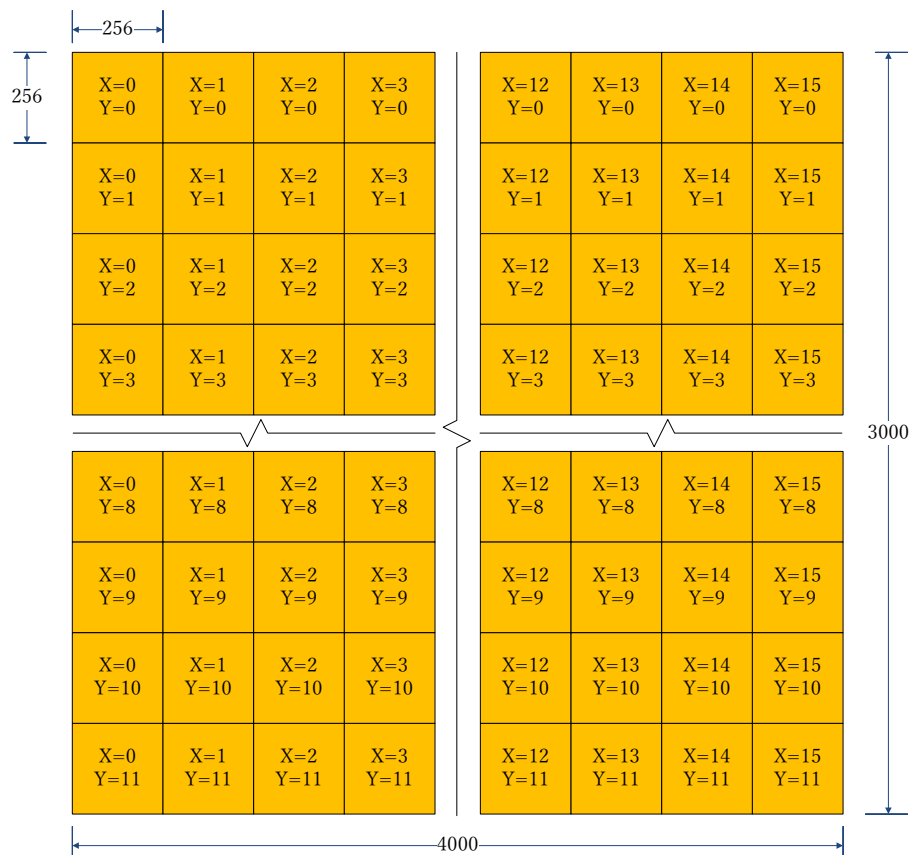 256
256
X=0 X=1 X=2 X=3 X=12 X=13 X=14 X=15
Y=0 Y=0 Y=0 Y=0 Y=0 Y=0 Y=0 Y=0
X=0 X=1 X=2 X=3 X=12 X=13 X=14 X=15
Y=1 Y=1 Y=1 Y=1 Y=1 Y=1 Y=1 Y=1
X=0 X=1 X=2 X=3 X=12 X=13 X=14 X=15
Y=2 Y=2 Y=2 Y=2 Y=2 Y=2 Y=2 Y=2
X=0 X=1 X=2 X=3 X=12 X=13 X=14 X=15
Y=3 Y=3 Y=3 Y=3 Y=3 Y=3 Y=3 Y=3
3000
X=0 X=1 X=2 X=3 X=12 X=13 X=14 X=15
Y=8 Y=8 Y=8 Y=8 Y=8 Y=8 Y=8 Y=8
X=0 X=1 X=2 X=3 X=12 X=13 X=14 X=15
Y=9 Y=9 Y=9 Y=9 Y=9 Y=9 Y=9 Y=9
X=0 X=1 X=2 X=3 X=12 X=13 X=14 X=15
Y=10 Y=10 Y=10 Y=10 Y=10 Y=10 Y=10 Y=10
X=0 X=1 X=2 X=3 X=12 X=13 X=14 X=15
Y=11 Y=11 Y=11 Y=11 Y=11 Y=11 Y=11 Y=11
4000